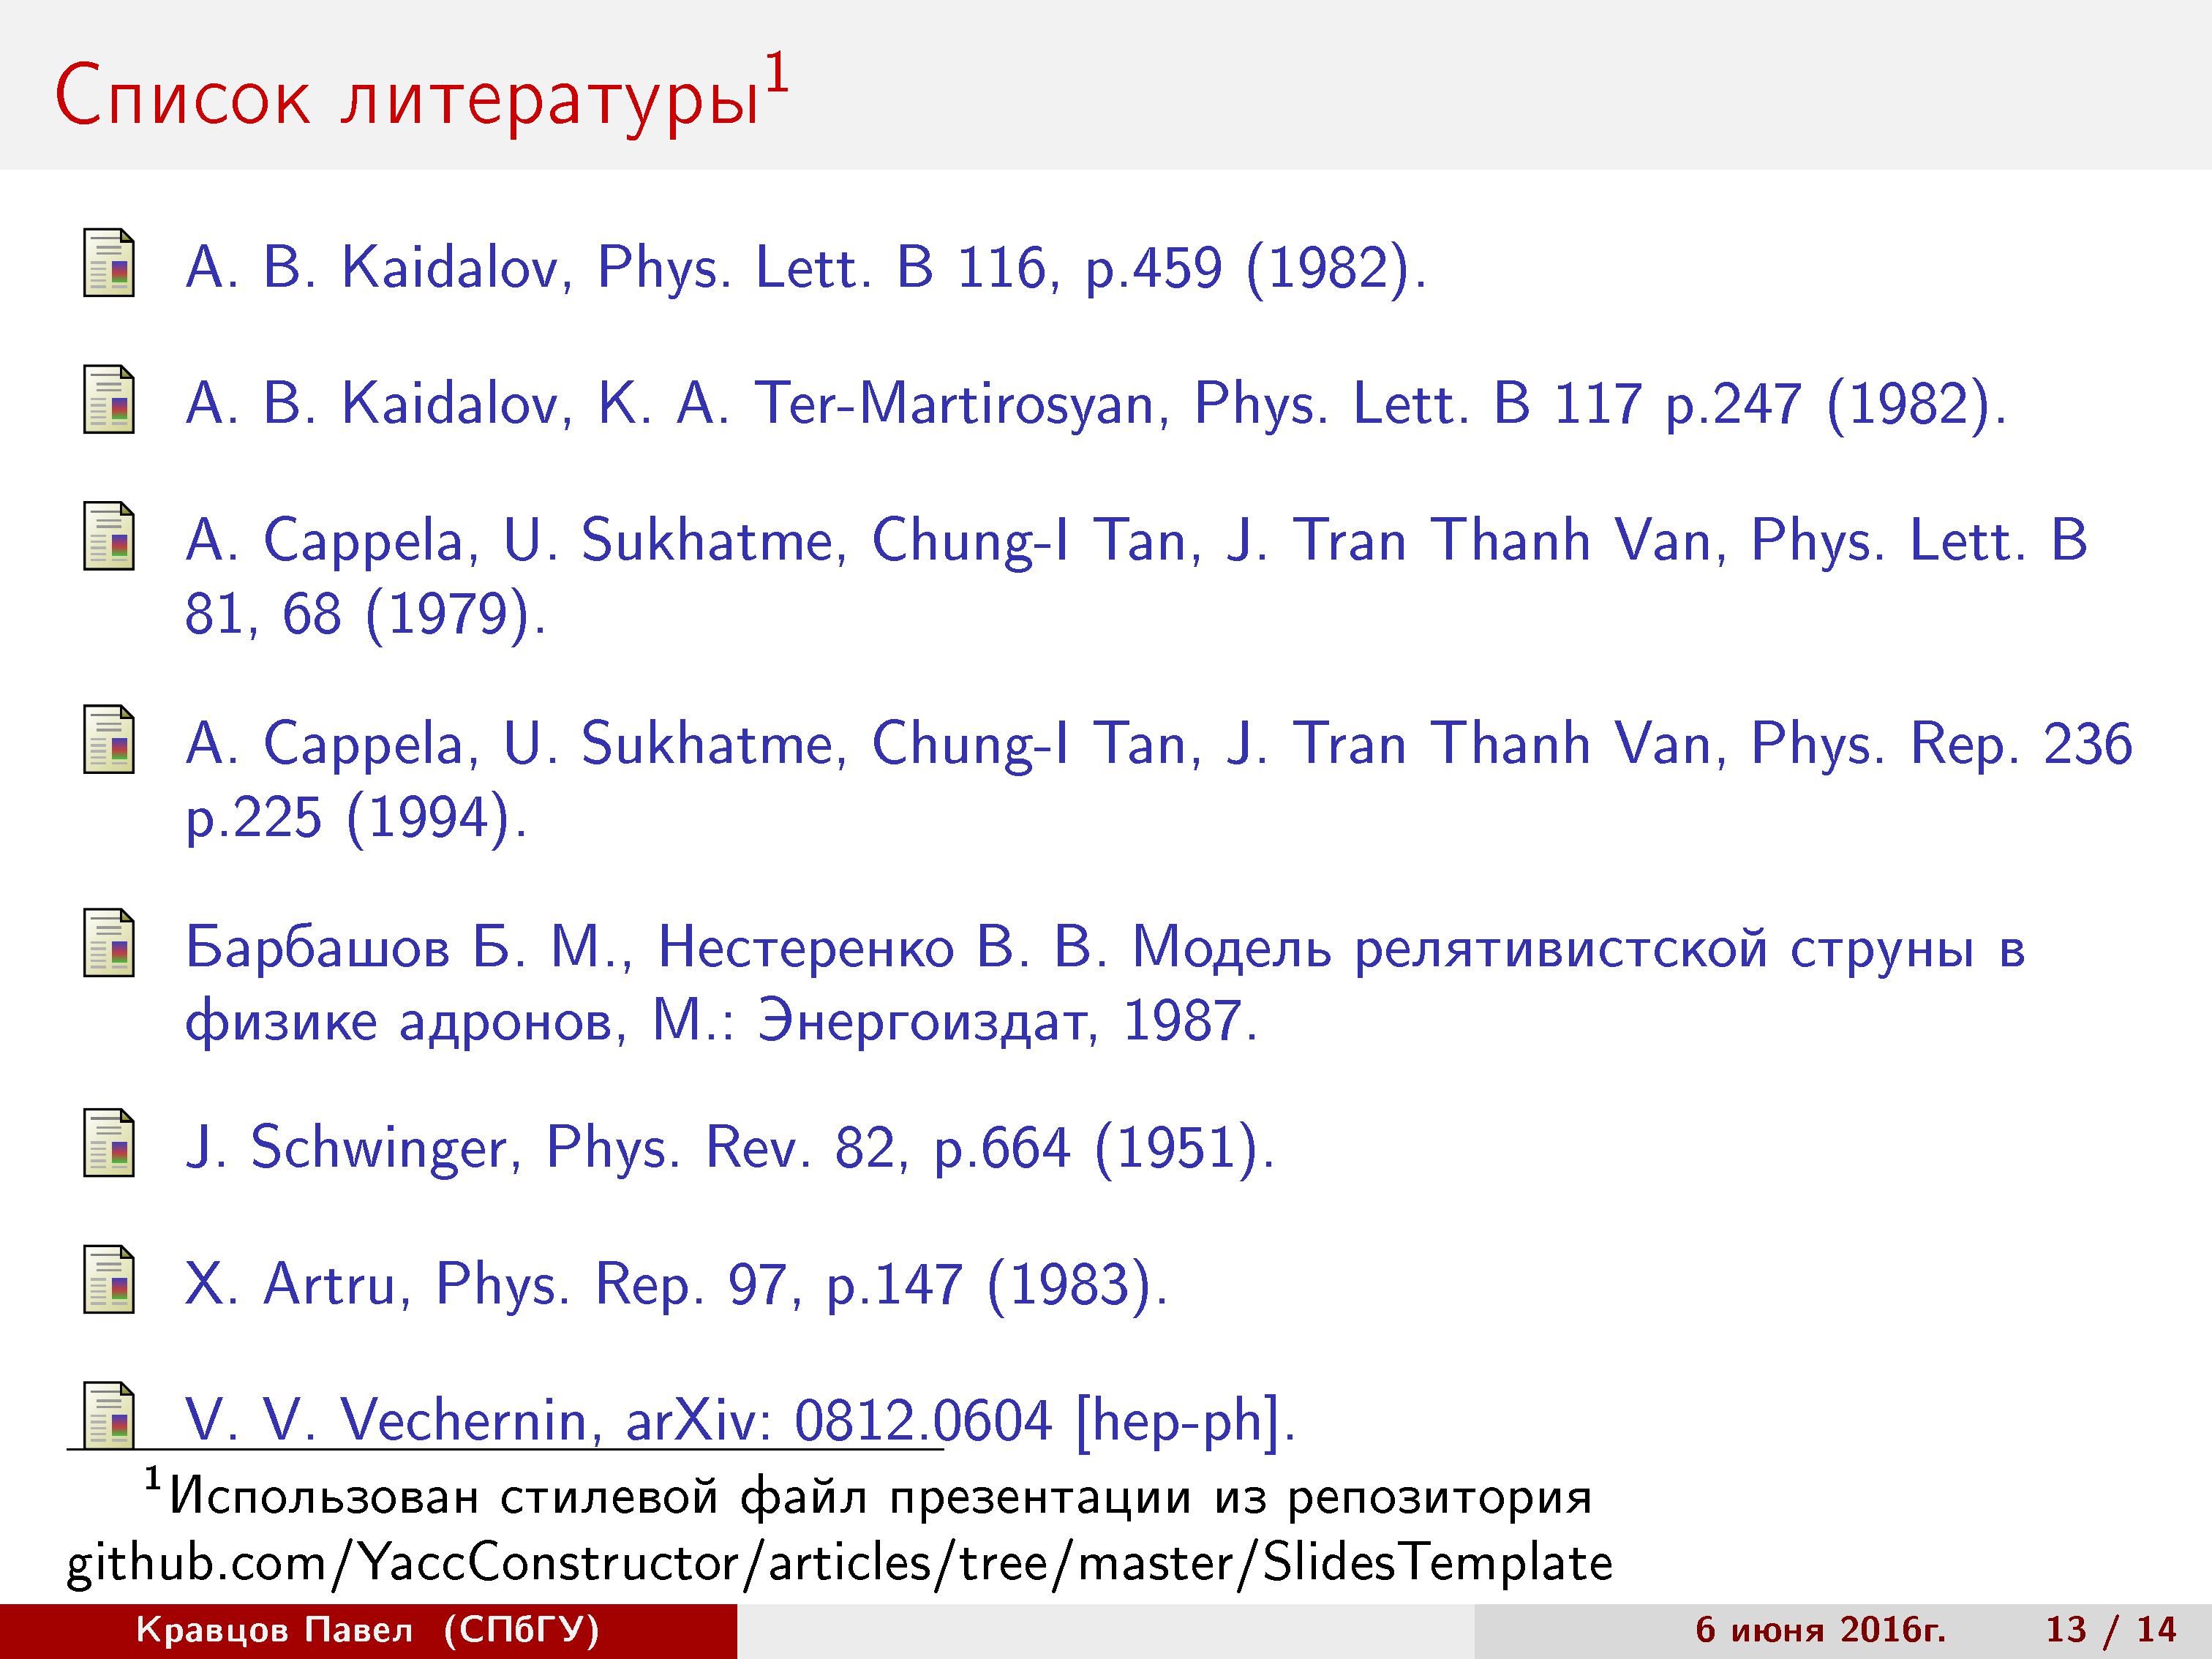 Список литературы¹
A. B. Kaidalov, Phys. Lett. B 116, p.459 (1982).
A. B. Kaidalov, K. A. Ter-Martirosyan, Phys. Lett. B 117 p.247 (1982).
A. Cappela, U. Sukhatme, Chung-I Tan, J. Tran Thanh Van, Phys. Lett. B
81, 68 (1979).
A. Cappela, U. Sukhatme, Chung-I Tan, J. Tran Thanh Van, Phys. Rep. 236
p.225 (1994).
Барбашов Б. М., Нестеренко В. В. Модель релятивистской струны в
физике адронов, М.: Энергоиздат, 1987.
J. Schwinger, Phys. Rev. 82, p.664 (1951).
X. Artru, Phys. Rep. 97, p.147 (1983).
V. V. Vechernin, arXiv: 0812.0604 [hep-ph].
¹Использован стилевой файл презентации из репозитория
github.com/YaccConstructor/articles/tree/master/SlidesTemplate
Кравцов Павел (СПбГУ) 6 июня 2016г. 13 / 14